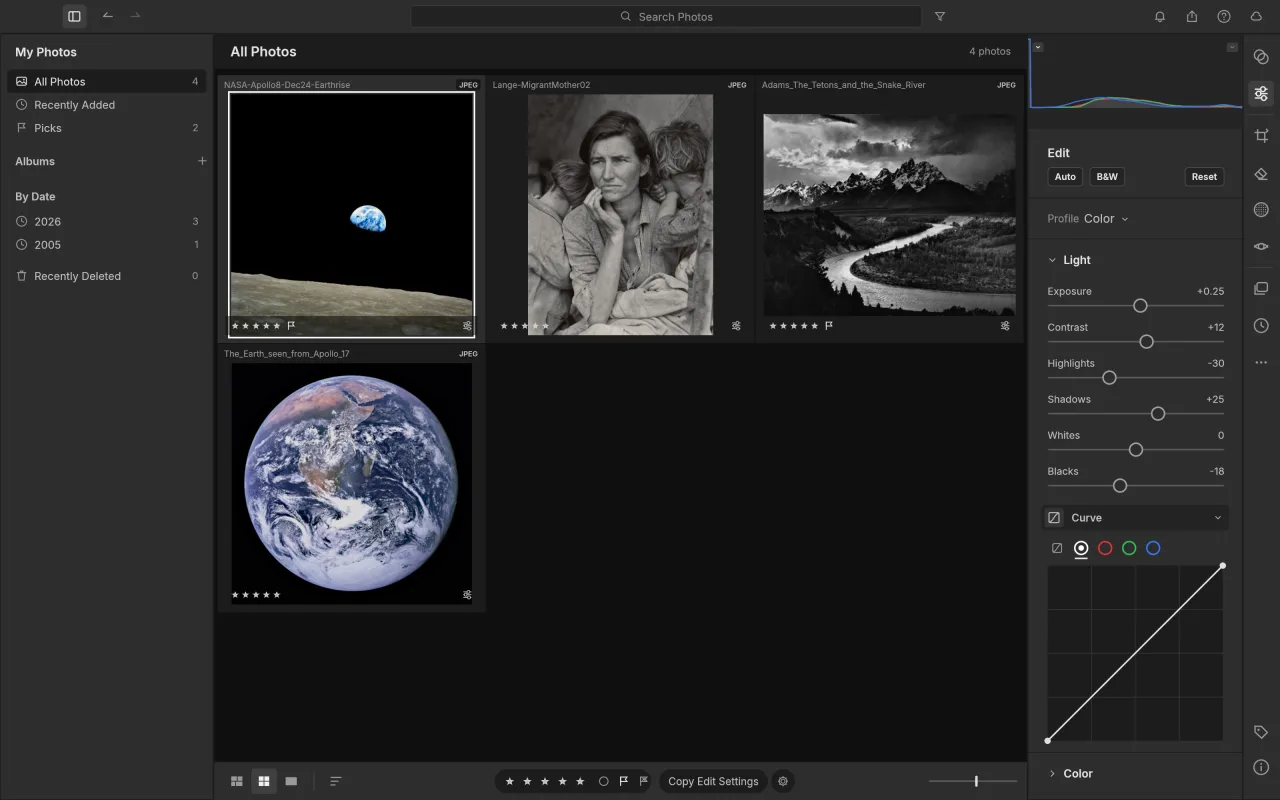 Search Photos
My Photos
All Photos 4
Recently Added
Picks 2
Albums
By Date
2026 3
2005 1
Recently Deleted 0
All Photos
4 photos
NASA-Apollo8-Dec24-Earthrise JPEG
Lange-MigrantMother02 JPEG
Adams_The_Tetons_and_the_Snake_River JPEG
The_Earth_seen_from_Apollo_17 JPEG
Copy Edit Settings
Edit
Auto B&W Reset
Profile Color
Light
Exposure +0.25
Contrast +12
Highlights -30
Shadows +25
Whites 0
Blacks -18
Curve
Color